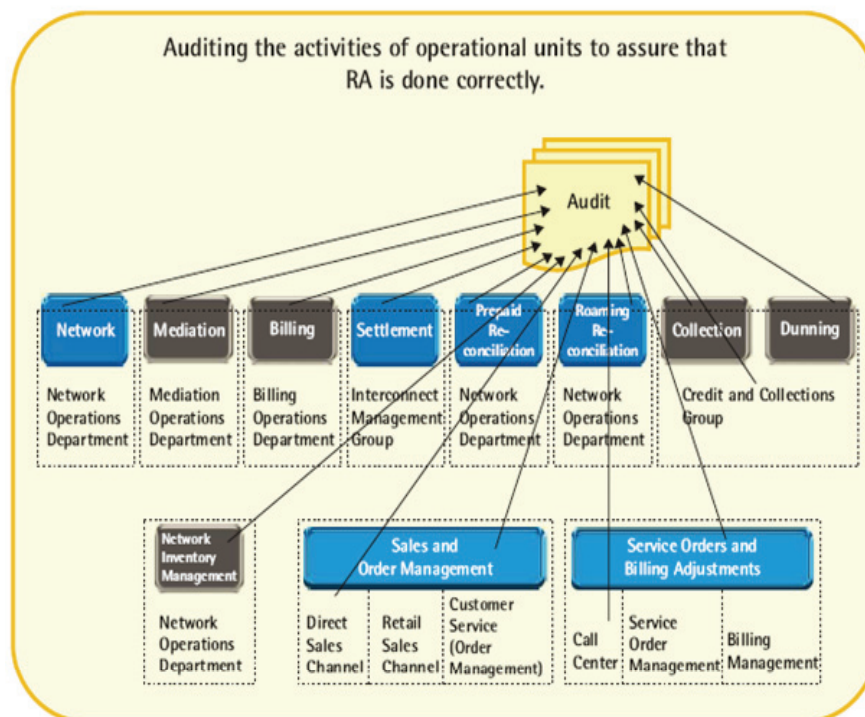 Auditing the activities of operational units to assure that
RA is done correctly.
Audit
Network
Mediation
Billing
Settlement
Prepaid
Re-
conciliation
Roaming
Re-
conciliation
Collection
Dunning
Network
Operations
Department
Mediation
Operations
Department
Billing
Operations
Department
Interconnect
Management
Group
Network
Operations
Department
Network
Operations
Department
Credit and Collections
Group
Network
Inventory
Management
Sales and
Order Management
Service Orders and
Billing Adjustments
Network
Operations
Department
Direct
Sales
Channel
Retail
Sales
Channel
Customer
Service
(Order
Management)
Call
Center
Service
Order
Management
Billing
Management